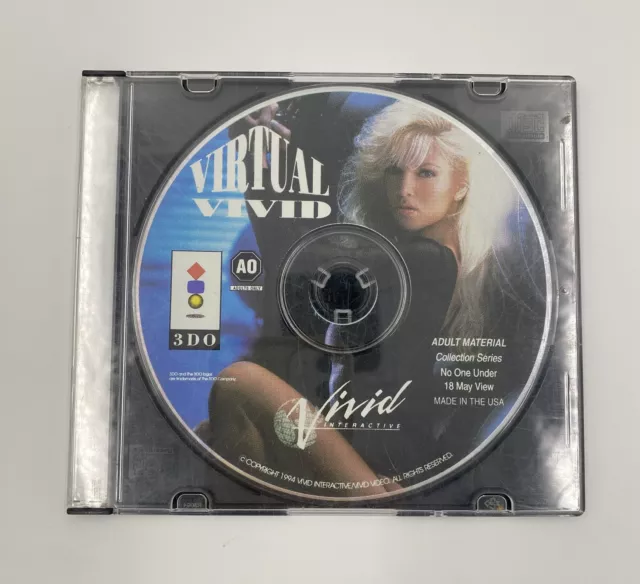 VIRTUAL
VIVID
AO
ADULTS ONLY
3DO
3DO and the 3DO logos
are trademarks of The 3DO Company.
ADULT MATERIAL
Collection Series
No One Under
18 May View
MADE IN THE USA
Vivid
INTERACTIVE
© COPYRIGHT 1994 VIVID INTERACTIVE/VIVID VIDEO. ALL RIGHTS RESERVED.